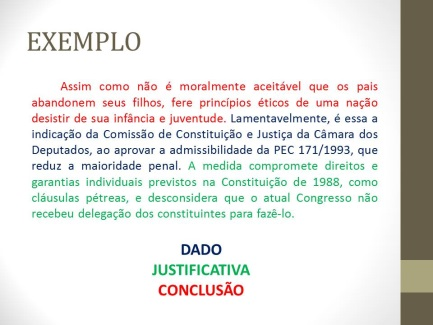 EXEMPLO
Assim como não é moralmente aceitável que os pais
abandonem seus filhos, fere princípios éticos de uma nação
desistir de sua infância e juventude. Lamentavelmente, é essa a
indicação da Comissão de Constituição e Justiça da Câmara dos
Deputados, ao aprovar a admissibilidade da PEC 171/1993, que
reduz a maioridade penal. A medida compromete direitos e
garantias individuais previstos na Constituição de 1988, como
cláusulas pétreas, e desconsidera que o atual Congresso não
recebeu delegação dos constituintes para fazê-lo.
DADO
JUSTIFICATIVA
CONCLUSÃO